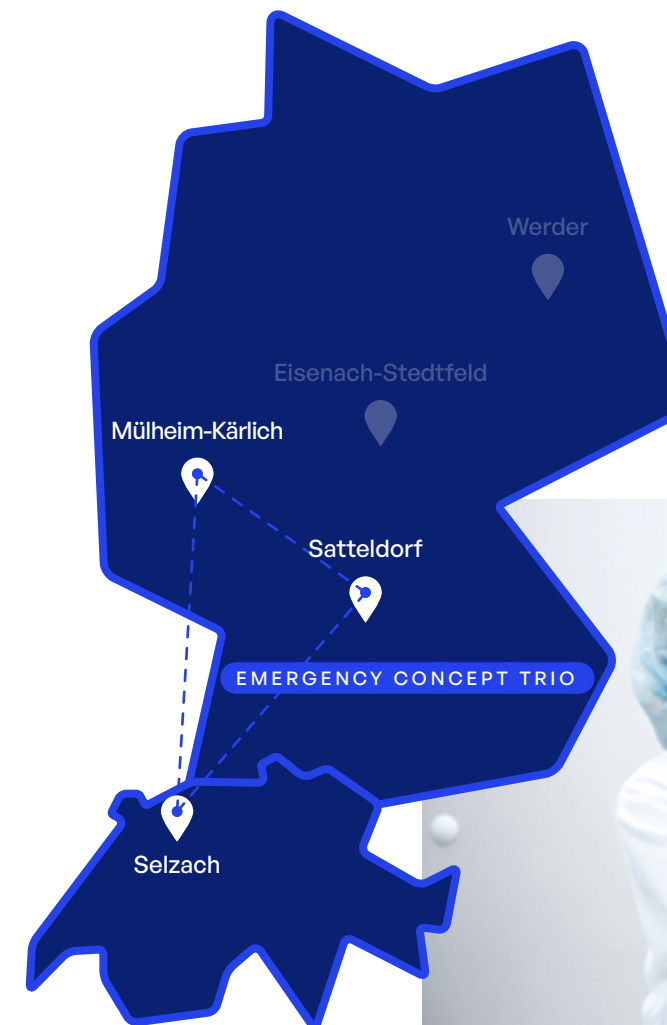 Werder
Eisenach-Stedtfeld
Mülheim-Kärlich
Satteldorf
EMERGENCY CONCEPT TRIO
Selzach